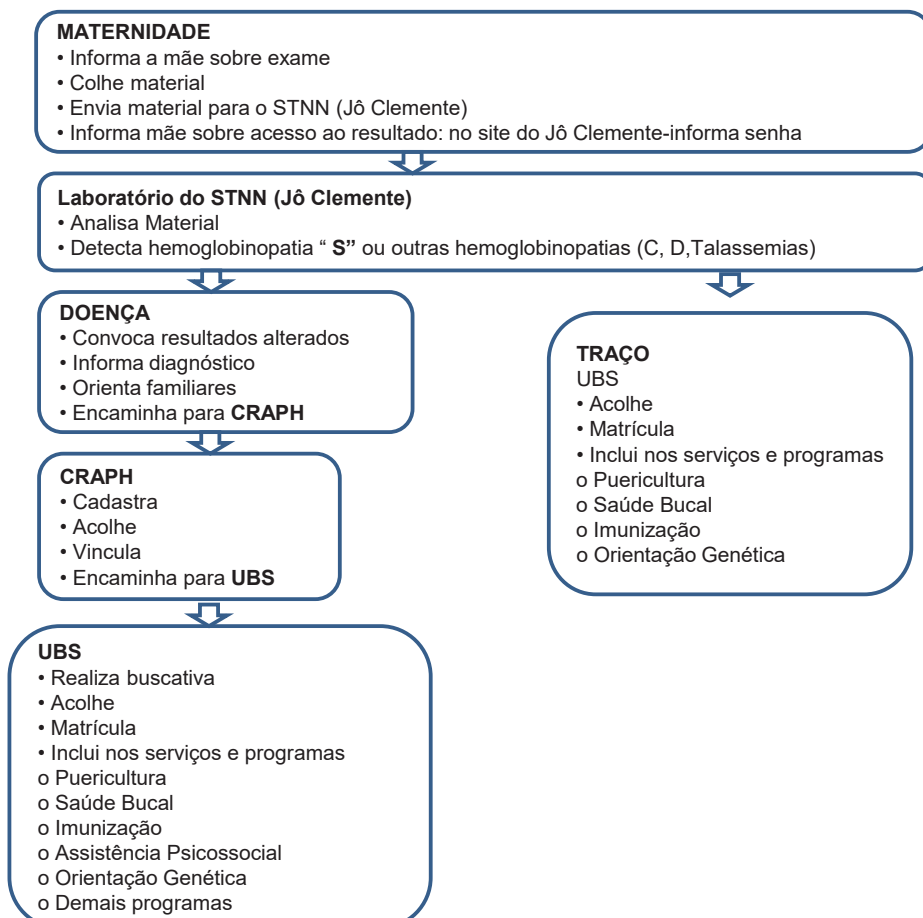 MATERNIDADE
• Informa a mãe sobre exame
• Colhe material
• Envia material para o STNN (Jô Clemente)
• Informa mãe sobre acesso ao resultado: no site do Jô Clemente-informa senha
Laboratório do STNN (Jô Clemente)
• Analisa Material
• Detecta hemoglobinopatia “ S” ou outras hemoglobinopatias (C, D,Talassemias)
DOENÇA
• Convoca resultados alterados
• Informa diagnóstico
• Orienta familiares
• Encaminha para CRAPH
TRAÇO
UBS
• Acolhe
• Matrícula
• Inclui nos serviços e programas
o Puericultura
o Saúde Bucal
o Imunização
o Orientação Genética
CRAPH
• Cadastra
• Acolhe
• Vincula
• Encaminha para UBS
UBS
• Realiza buscativa
• Acolhe
• Matrícula
• Inclui nos serviços e programas
o Puericultura
o Saúde Bucal
o Imunização
o Assistência Psicossocial
o Orientação Genética
o Demais programas